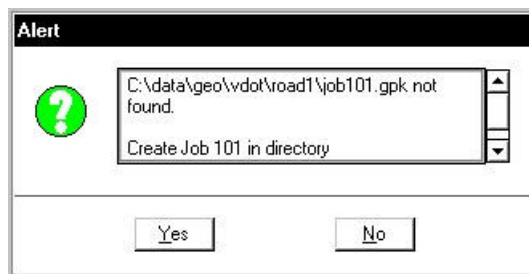 Alert
C:\data\geo\vdot\road1\job101.gpk not
found.
Create Job 101 in directory
Yes
No